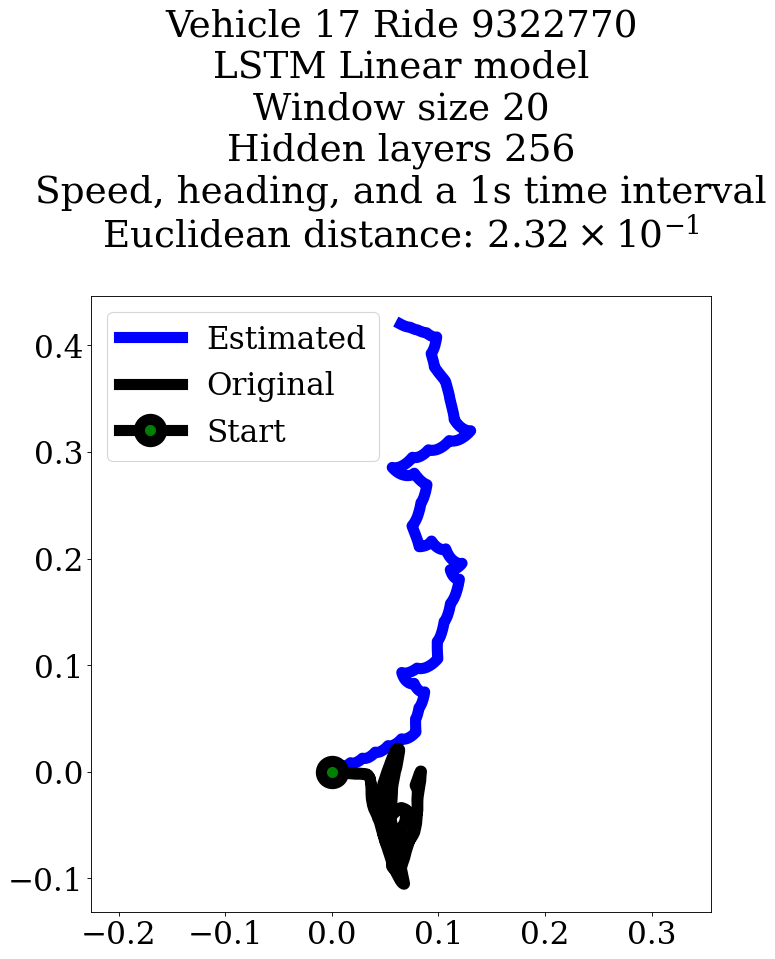 Vehicle 17 Ride 9322770
LSTM Linear model
Window size 20
Hidden layers 256
Speed, heading, and a 1s time interval
Euclidean distance: 2.32 × 10⁻¹
Estimated
Original
Start
0.4
0.3
0.2
0.1
0.0
−0.1
−0.2 −0.1 0.0 0.1 0.2 0.3